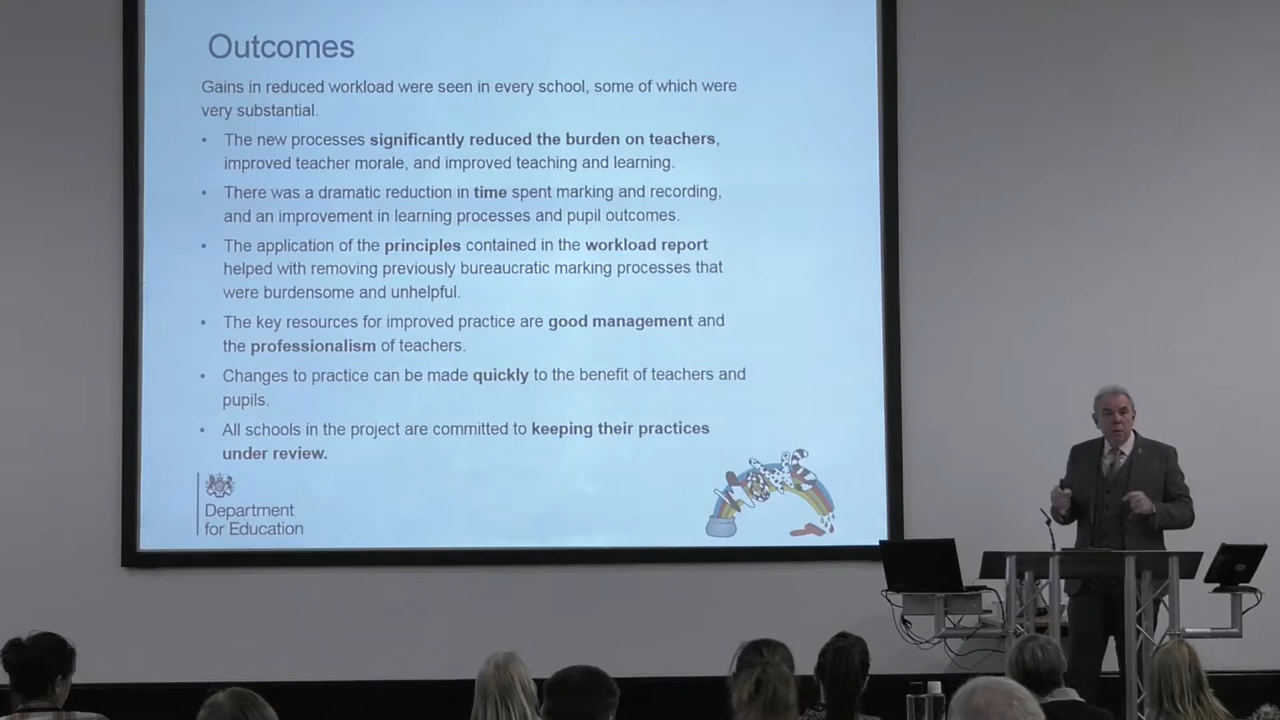 Outcomes
Gains in reduced workload were seen in every school, some of which were
very substantial.
• The new processes significantly reduced the burden on teachers,
improved teacher morale, and improved teaching and learning.
• There was a dramatic reduction in time spent marking and recording,
and an improvement in learning processes and pupil outcomes.
• The application of the principles contained in the workload report
helped with removing previously bureaucratic marking processes that
were burdensome and unhelpful.
• The key resources for improved practice are good management and
the professionalism of teachers.
• Changes to practice can be made quickly to the benefit of teachers and
pupils.
• All schools in the project are committed to keeping their practices
under review.
Department
for Education